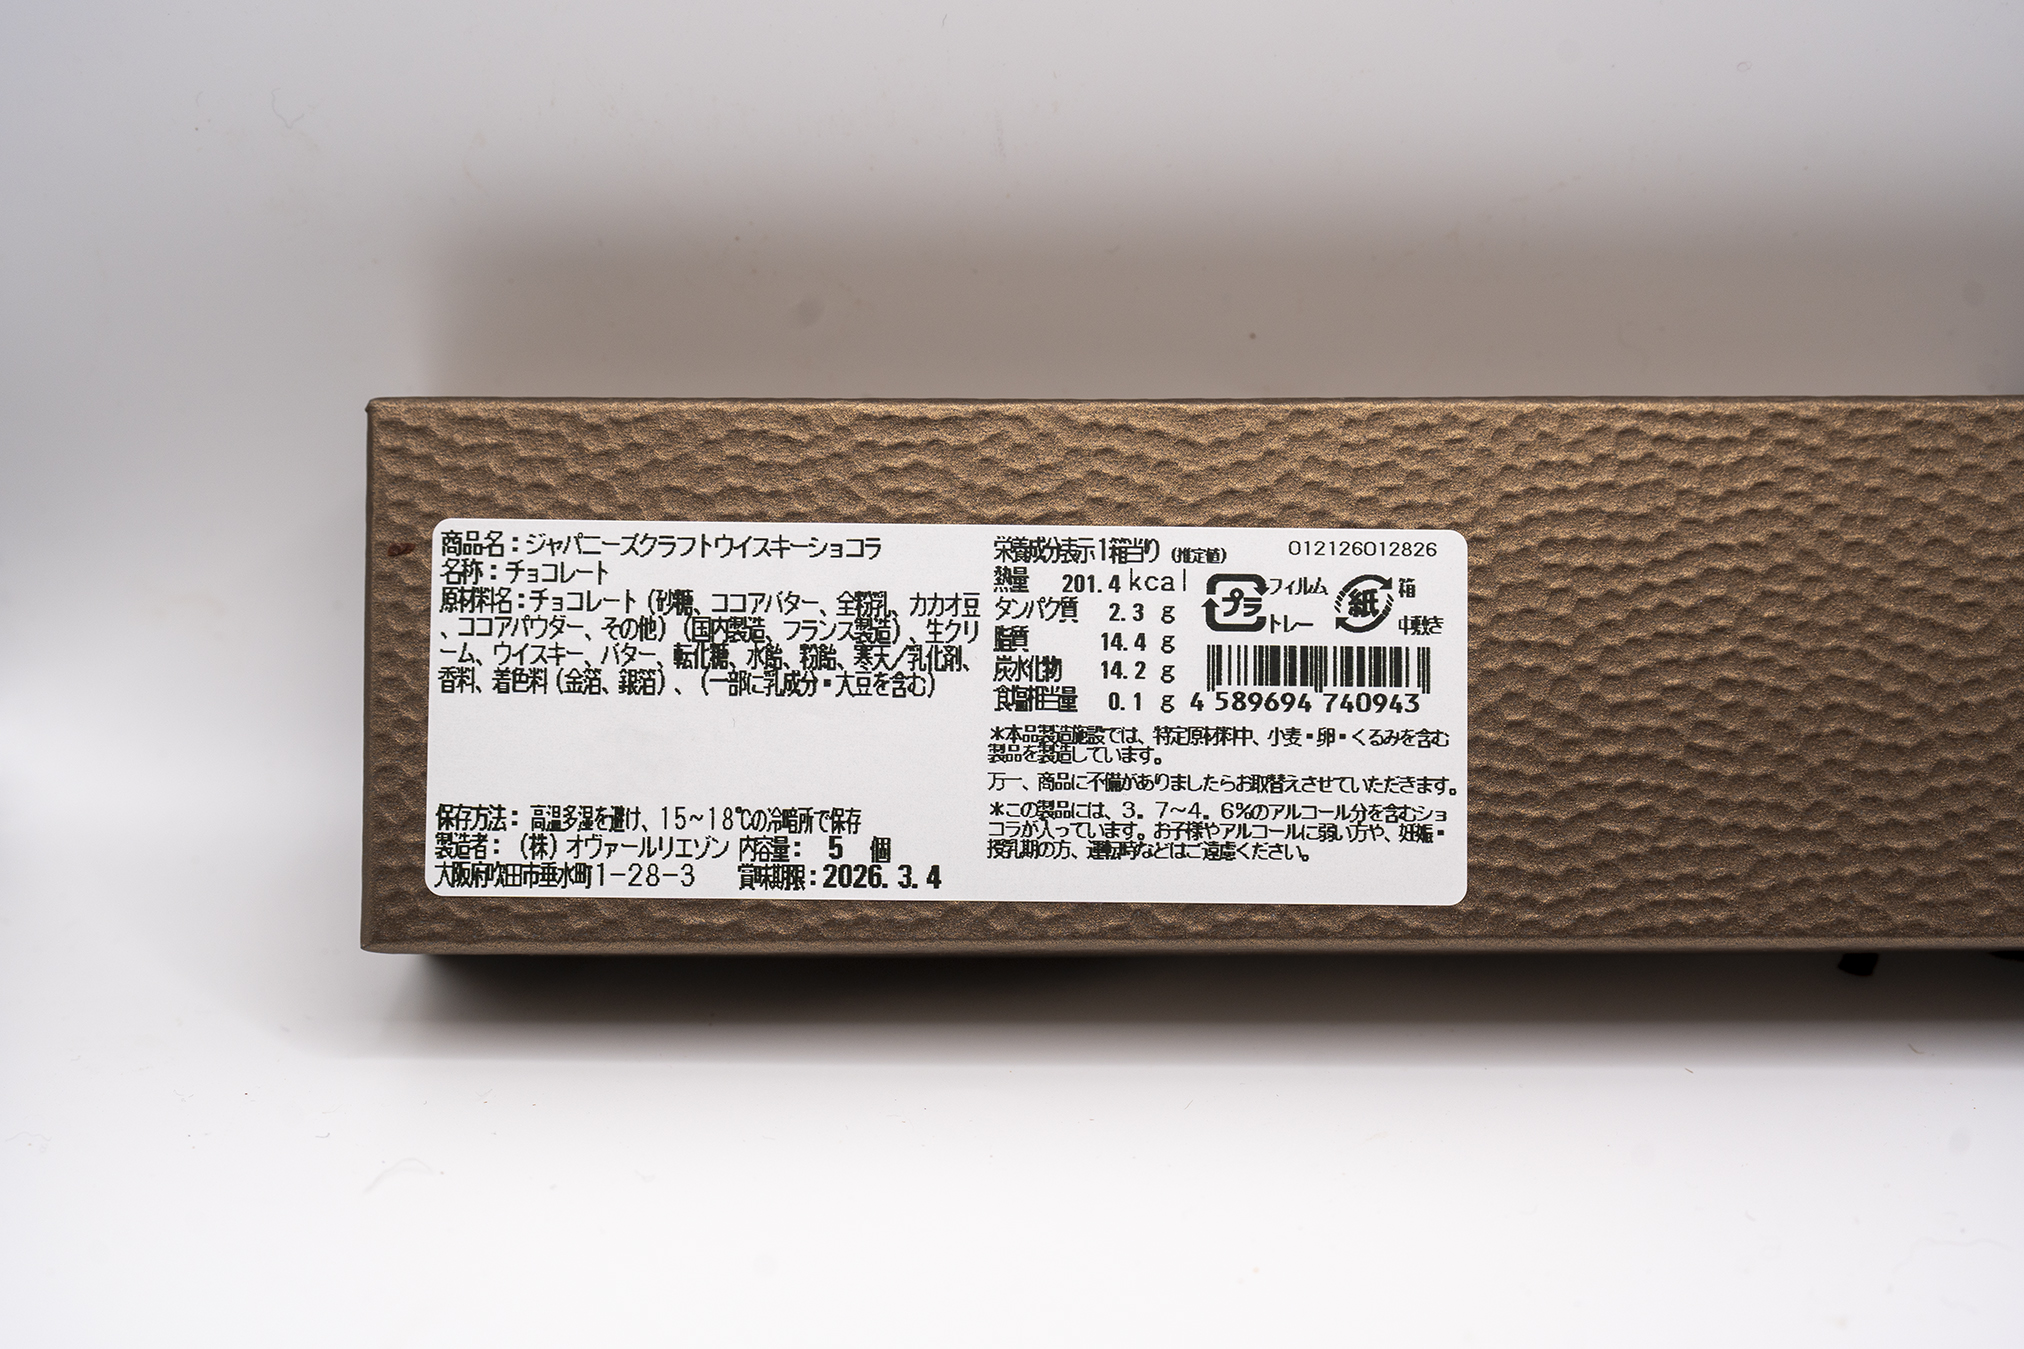 商品名：ジャパニーズクラフトウイスキーショコラ
名称：チョコレート
原材料名：チョコレート（砂糖、ココアバター、全粉乳、カカオ豆
、ココアパウダー、その他）（国内製造、フランス製造）、生クリ
ーム、ウイスキー、バター、転化糖、水飴、粉飴、寒天／乳化剤、
香料、着色料（金箔、銀箔）、（一部に乳成分・大豆を含む）
保存方法：高温多湿を避け、15～18℃の冷暗所で保存
製造者：（株）オヴァールリエゾン 内容量： 5 個
大阪府吹田市垂水町1-28-3 賞味期限：2026. 3. 4
栄養成分表示1箱当り（推定値） 012126012826
熱量 201.4 kcal
タンパク質 2.3 g
脂質 14.4 g
炭水化物 14.2 g
食塩相当量 0.1 g
プラ フィルム トレー
紙 箱 中敷き
4 589694 740943
＊本品製造施設では、特定原材料中、小麦・卵・くるみを含む
製品を製造しています。
万一、商品に不備がありましたらお取替えさせていただきます。
＊この製品には、3．7～4．6％のアルコール分を含むショ
コラが入っています。お子様やアルコールに弱い方や、妊娠・
授乳期の方、運転時などはご遠慮ください。